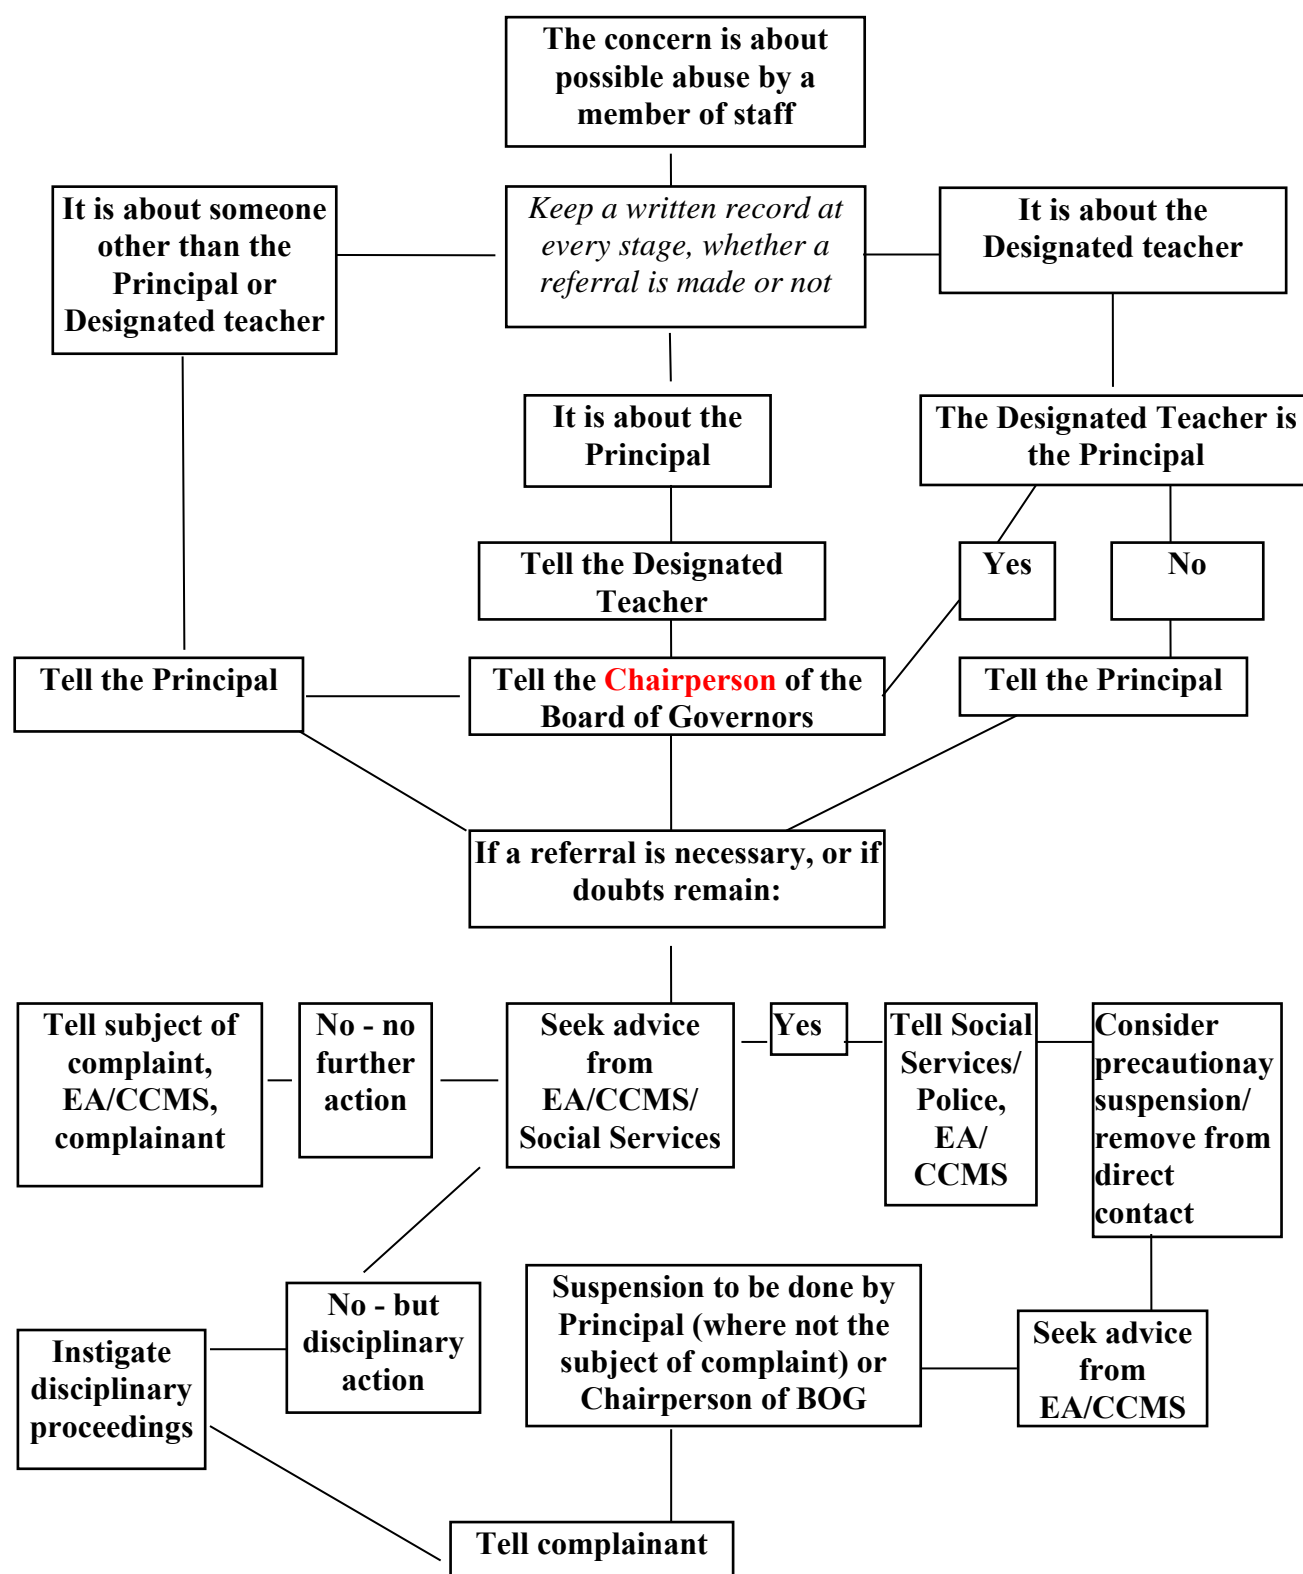 The concern is about
possible abuse by a
member of staff
It is about someone
other than the
Principal or
Designated teacher
Keep a written record at
every stage, whether a
referral is made or not
It is about the
Designated teacher
It is about the
Principal
The Designated Teacher is
the Principal
Tell the Designated
Teacher
Yes
No
Tell the Principal
Tell the Chairperson of the
Board of Governors
Tell the Principal
If a referral is necessary, or if
doubts remain:
Tell subject of
complaint,
EA/CCMS,
complainant
No - no
further
action
Seek advice
from
EA/CCMS/
Social Services
Yes
Tell Social
Services/
Police,
EA/
CCMS
Consider
precautionay
suspension/
remove from
direct
contact
No - but
disciplinary
action
Instigate
disciplinary
proceedings
Suspension to be done by
Principal (where not the
subject of complaint) or
Chairperson of BOG
Seek advice
from
EA/CCMS
Tell complainant